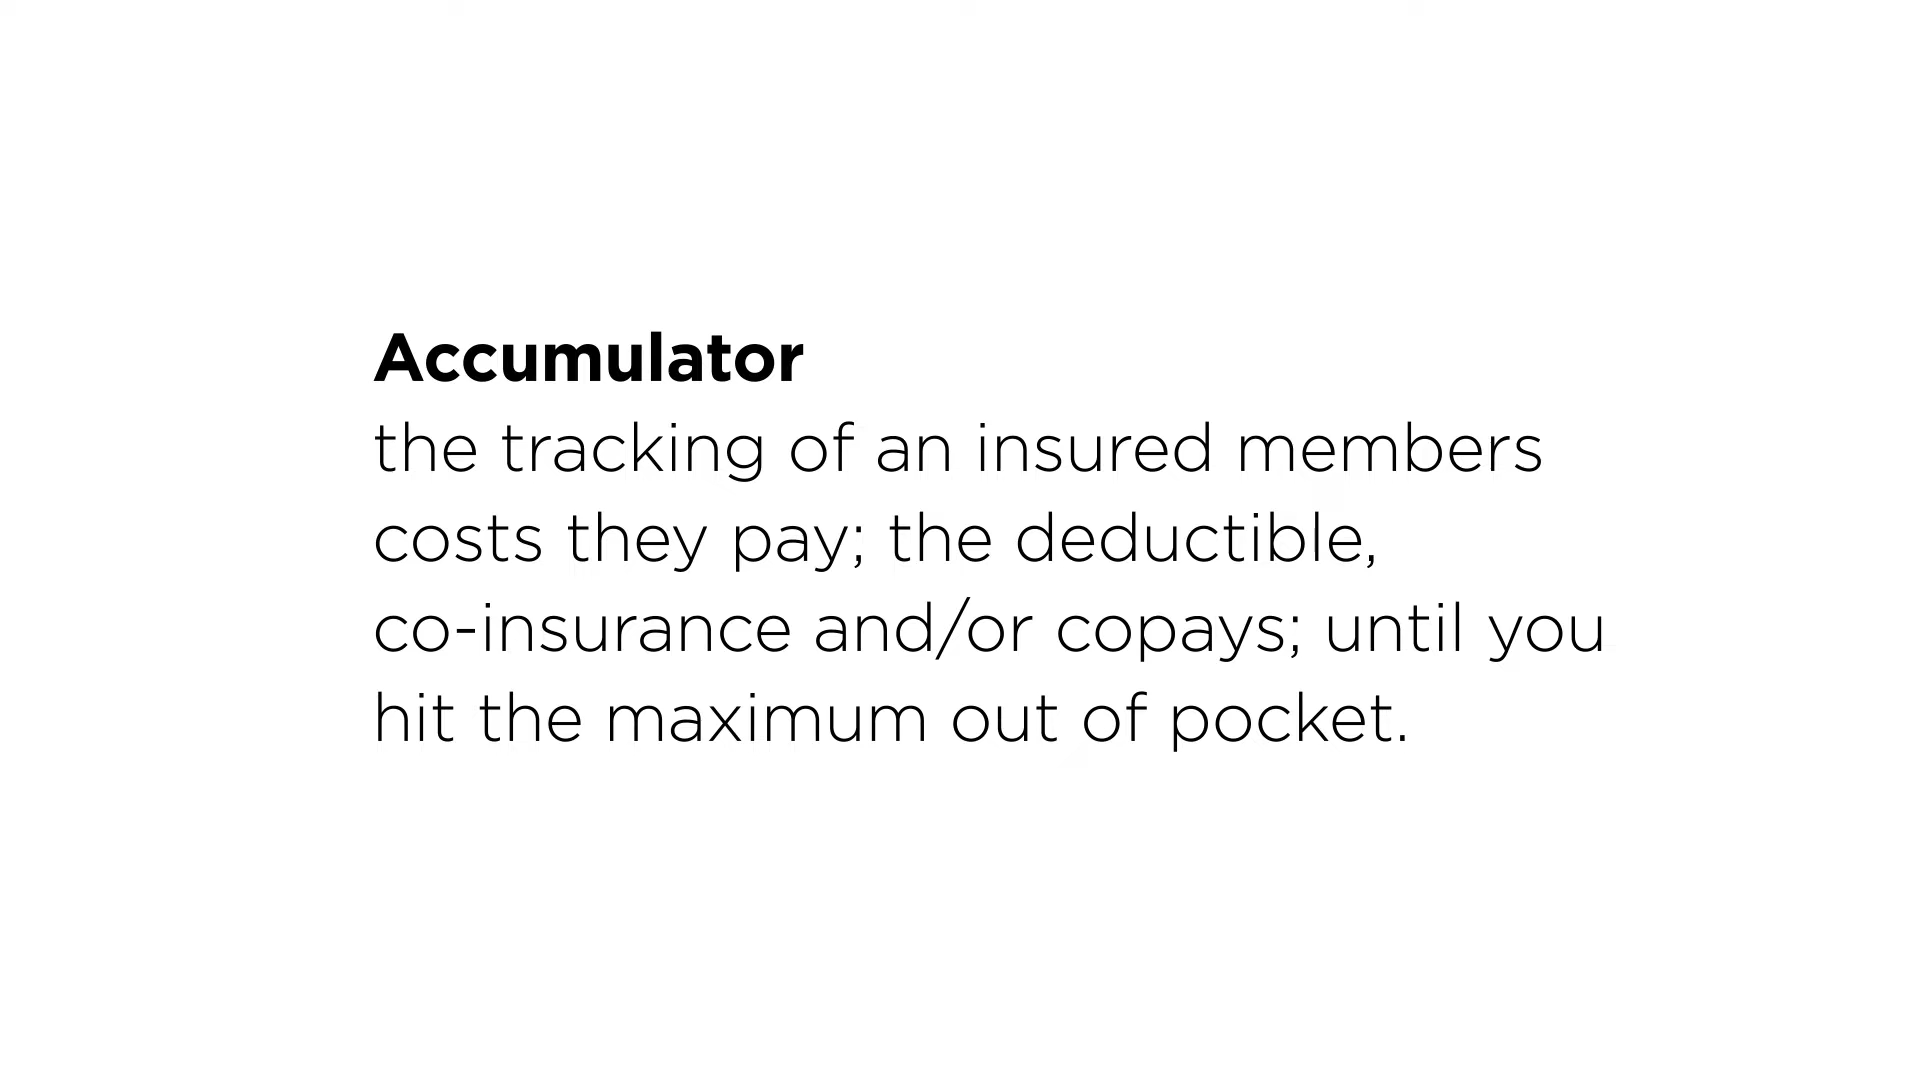 Accumulator
the tracking of an insured members
costs they pay; the deductible,
co-insurance and/or copays; until you
hit the maximum out of pocket.